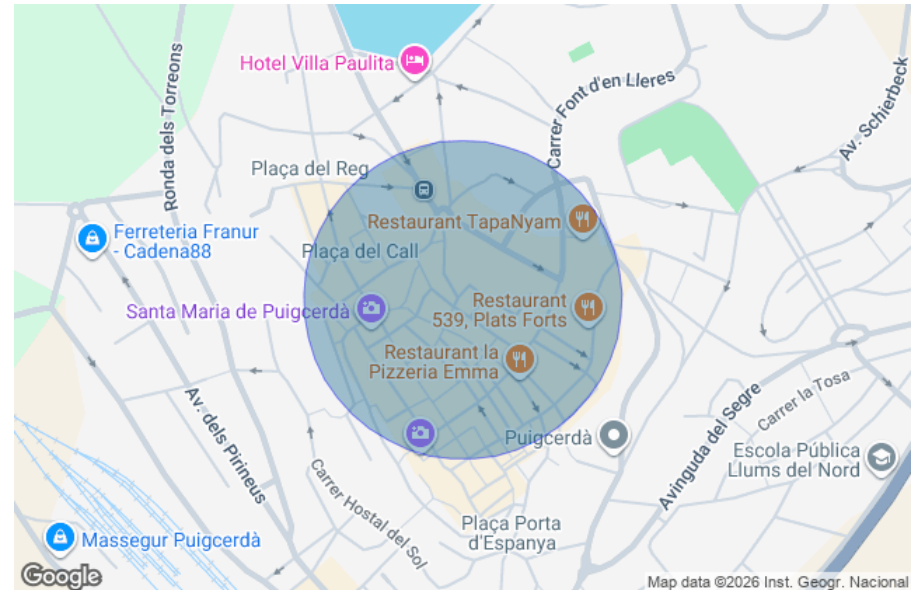 Hotel Villa Paulita
Carrer Font d'en Lleres
Av. Schierbeck
Ronda dels Torreons
Plaça del Reg
Restaurant TapaNyam
Ferreteria Franur
- Cadena88
Plaça del Call
Santa Maria de Puigcerdà
Restaurant
539, Plats Forts
Restaurant la
Pizzeria Emma
Av. dels Pirineus
Carrer la Tosa
Avinguda del Segre
Puigcerdà
Escola Pública
Llums del Nord
Carrer Hostal del Sol
Plaça Porta
d'Espanya
Massegur Puigcerdà
Google
Map data ©2026 Inst. Geogr. Nacional